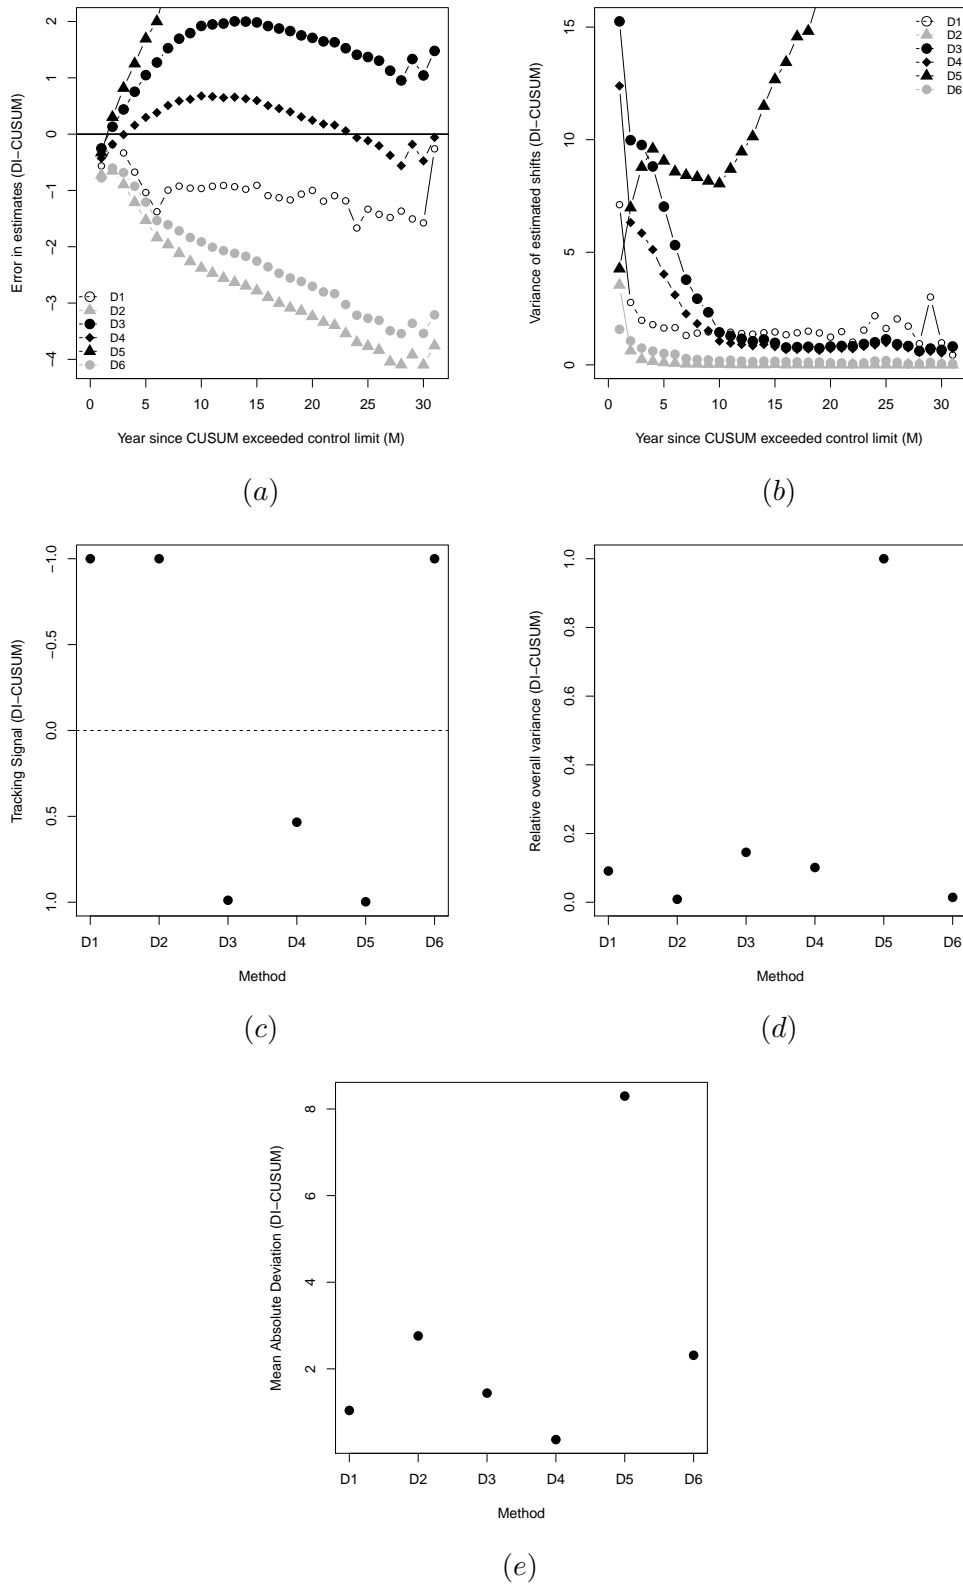 Error in estimates (DI−CUSUM)
2
1
0
−1
−2
−3
−4
D1
D2
D3
D4
D5
D6
0 5 10 15 20 25 30
Year since CUSUM exceeded control limit (M)
(a)
Variance of estimated shifts (DI−CUSUM)
15
10
5
0
D1
D2
D3
D4
D5
D6
0 5 10 15 20 25 30
Year since CUSUM exceeded control limit (M)
(b)
Tracking Signal (DI−CUSUM)
−1.0
−0.5
0.0
0.5
1.0
D1 D2 D3 D4 D5 D6
Method
(c)
Relative overall variance (DI−CUSUM)
1.0
0.8
0.6
0.4
0.2
0.0
D1 D2 D3 D4 D5 D6
Method
(d)
Mean Absolute Deviation (DI−CUSUM)
8
6
4
2
D1 D2 D3 D4 D5 D6
Method
(e)